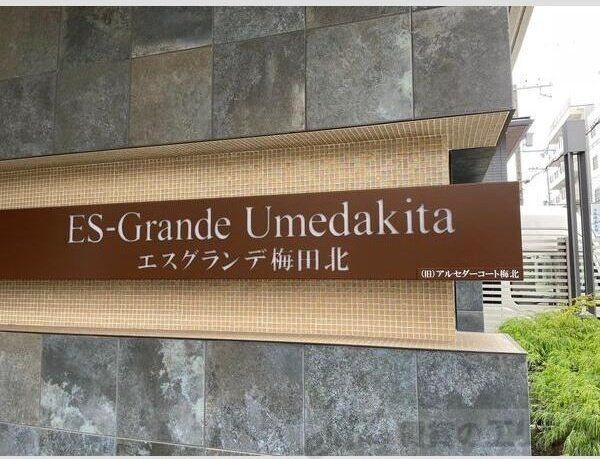 ES-Grande Umedakita
エスグランデ梅田北
(旧)アルセダーコート梅北